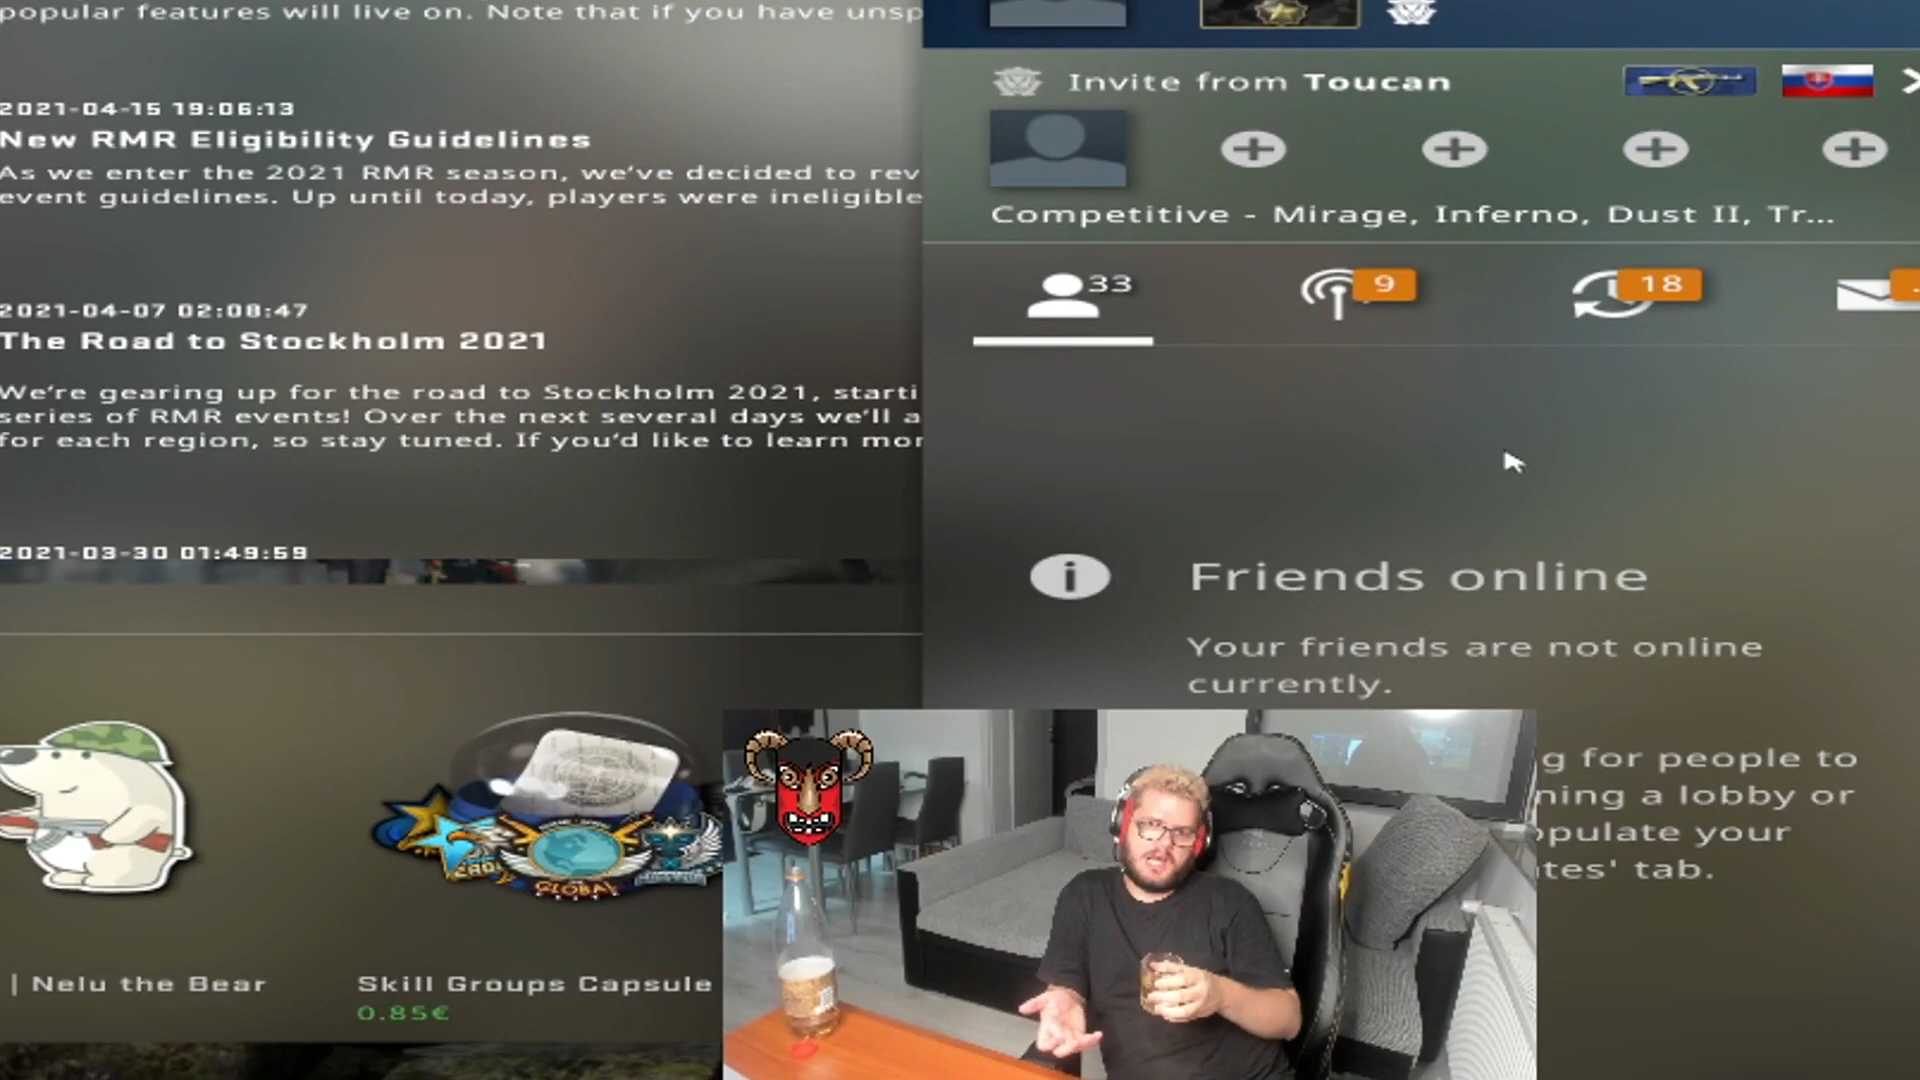 popular features will live on. Note that if you have unsp
2021-04-15 19:06:13
New RMR Eligibility Guidelines
As we enter the 2021 RMR season, we've decided to rev
event guidelines. Up until today, players were ineligible
2021-04-07 02:08:47
The Road to Stockholm 2021
We're gearing up for the road to Stockholm 2021, starti
series of RMR events! Over the next several days we'll a
for each region, so stay tuned. If you'd like to learn mor
2021-03-30 01:49:59
| Nelu the Bear
GLOBAL
Skill Groups Capsule
0.85€
Invite from Toucan
Competitive - Mirage, Inferno, Dust II, Tr...
33
9
18
Friends online
Your friends are not online
currently.
g for people to
ning a lobby or
opulate your
tes' tab.